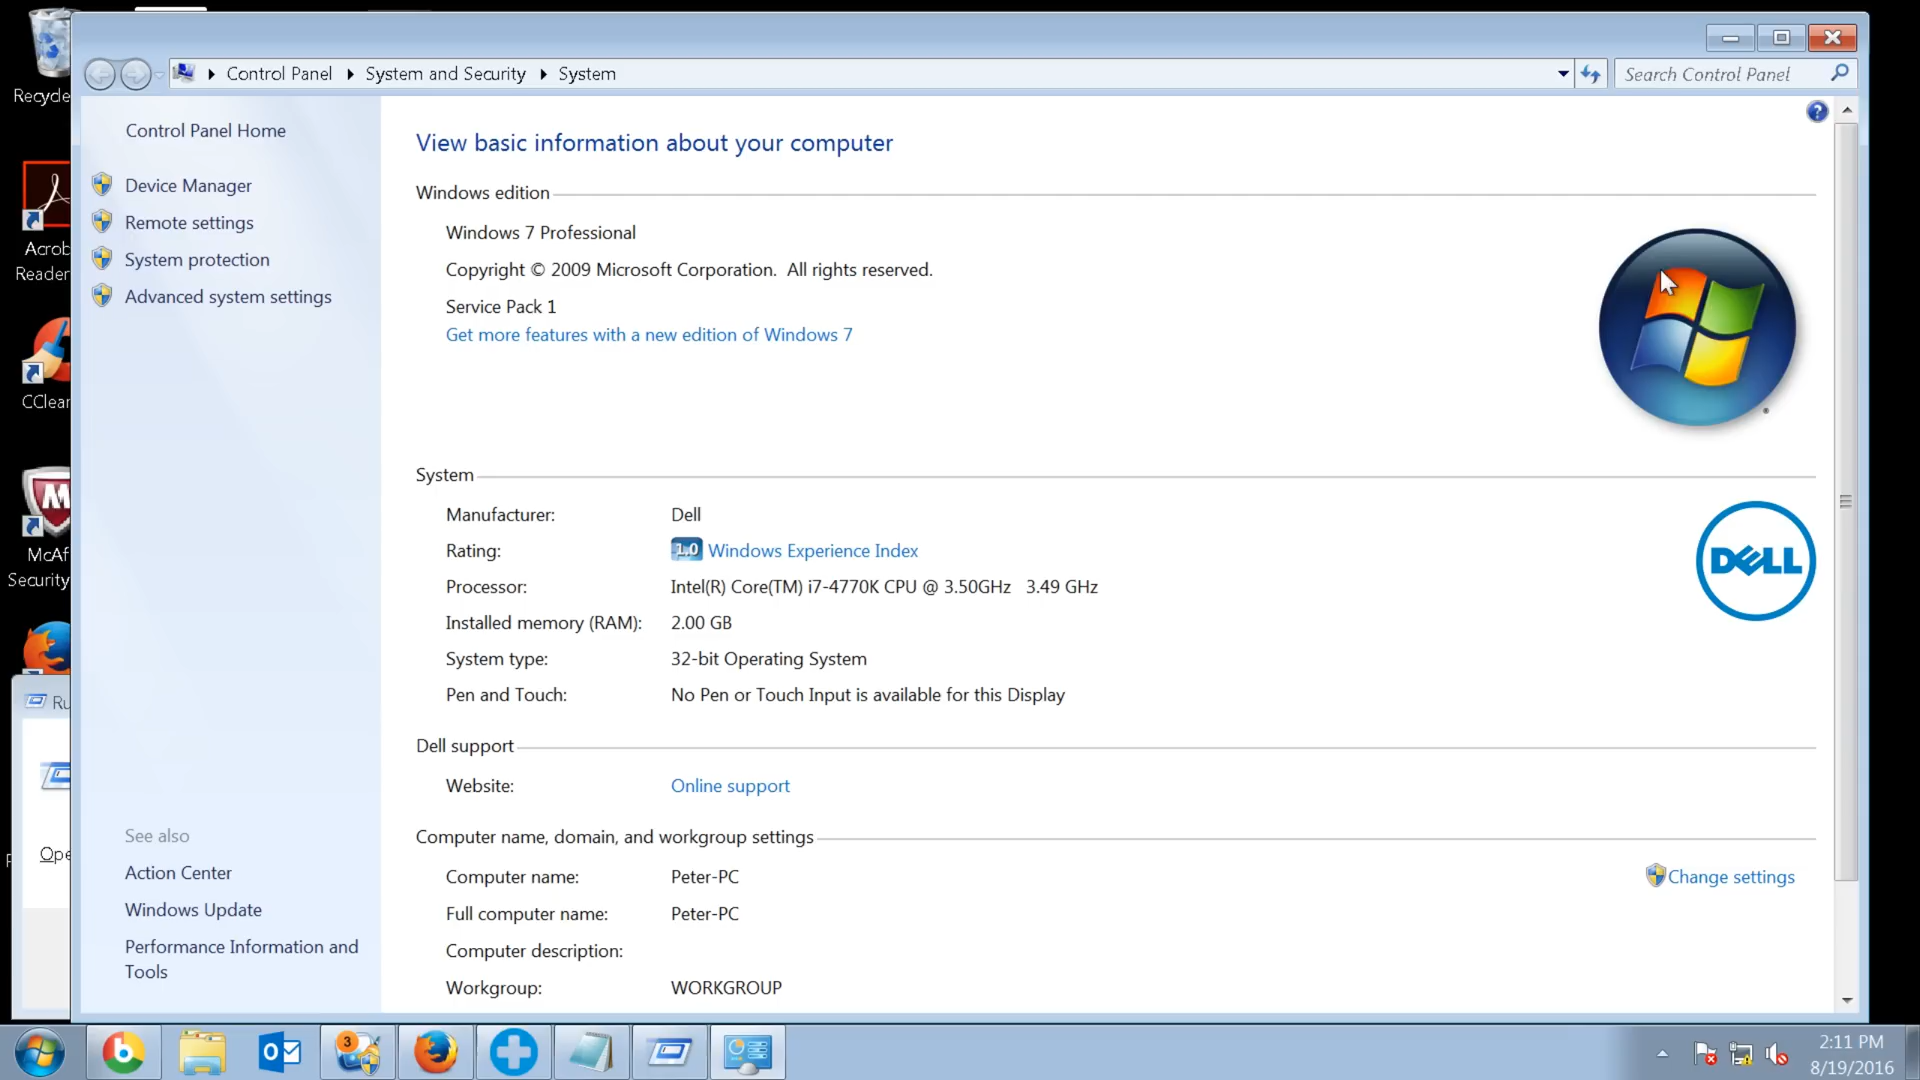 Control Panel
System and Security
System
Search Control Panel
Recycle
Acrob
Reader
CClear
McAf
Security
Ru
Ope
Control Panel Home
Device Manager
Remote settings
System protection
Advanced system settings
See also
Action Center
Windows Update
Performance Information and
Tools
View basic information about your computer
Windows edition
Windows 7 Professional
Copyright © 2009 Microsoft Corporation. All rights reserved.
Service Pack 1
Get more features with a new edition of Windows 7
System
Manufacturer: Dell
Rating: 1.0 Windows Experience Index
Processor: Intel(R) Core(TM) i7-4770K CPU @ 3.50GHz 3.49 GHz
Installed memory (RAM): 2.00 GB
System type: 32-bit Operating System
Pen and Touch: No Pen or Touch Input is available for this Display
DELL
Dell support
Website: Online support
Computer name, domain, and workgroup settings
Computer name: Peter-PC
Change settings
Full computer name: Peter-PC
Computer description:
Workgroup: WORKGROUP
3
2:11 PM
8/19/2016